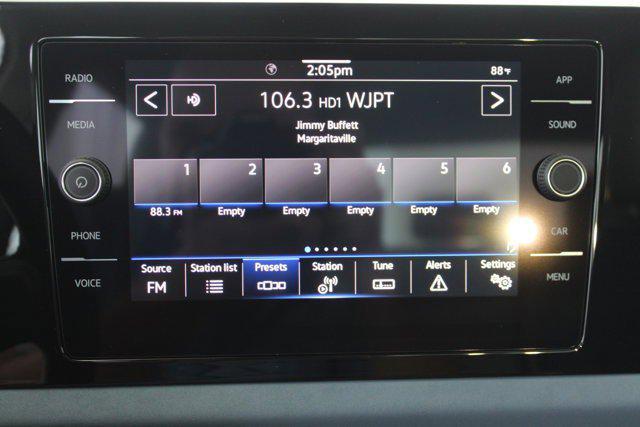 RADIO
MEDIA
PHONE
VOICE
2:05pm
88°F
106.3 HD1 WJPT
Jimmy Buffett
Margaritaville
1 2 3 4 5 6
88.3 FM Empty Empty Empty Empty Empty
Source Station list Presets Station Tune Alerts Settings
FM
APP
SOUND
CAR
MENU